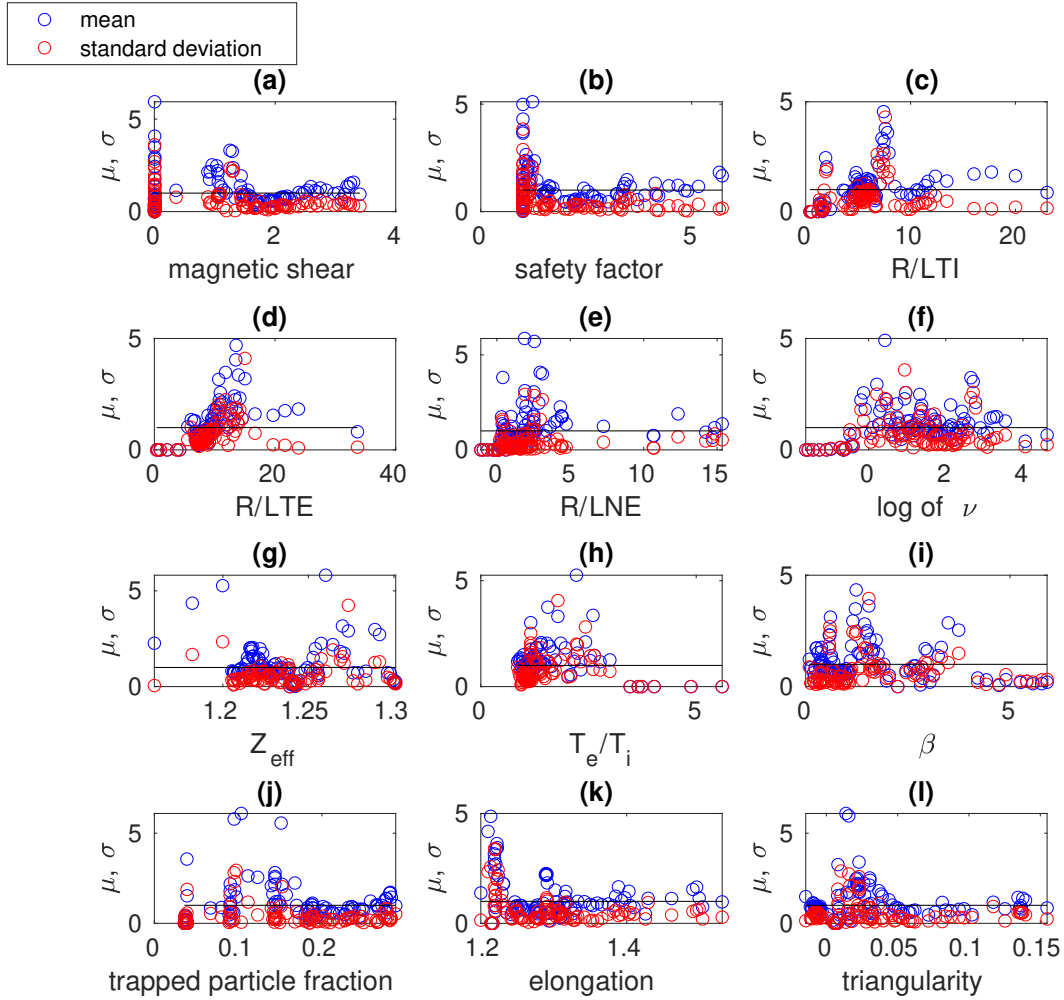 mean
standard deviation
(a) (b) (c)
μ, σ 5 0 μ, σ 5 0 μ, σ 5 0
0 2 4 0 5 0 10 20
magnetic shear safety factor R/LTI
(d) (e) (f)
μ, σ 5 0 μ, σ 5 0 μ, σ 5 0
0 20 40 0 5 10 15 0 2 4
R/LTE R/LNE log of ν
(g) (h) (i)
μ, σ 5 0 μ, σ 5 0 μ, σ 5 0
1.2 1.25 1.3 0 5 0 5
Z_eff T_e/T_i β
(j) (k) (l)
μ, σ 5 0 μ, σ 5 0 μ, σ 5 0
0 0.1 0.2 1.2 1.4 0 0.05 0.1 0.15
trapped particle fraction elongation triangularity